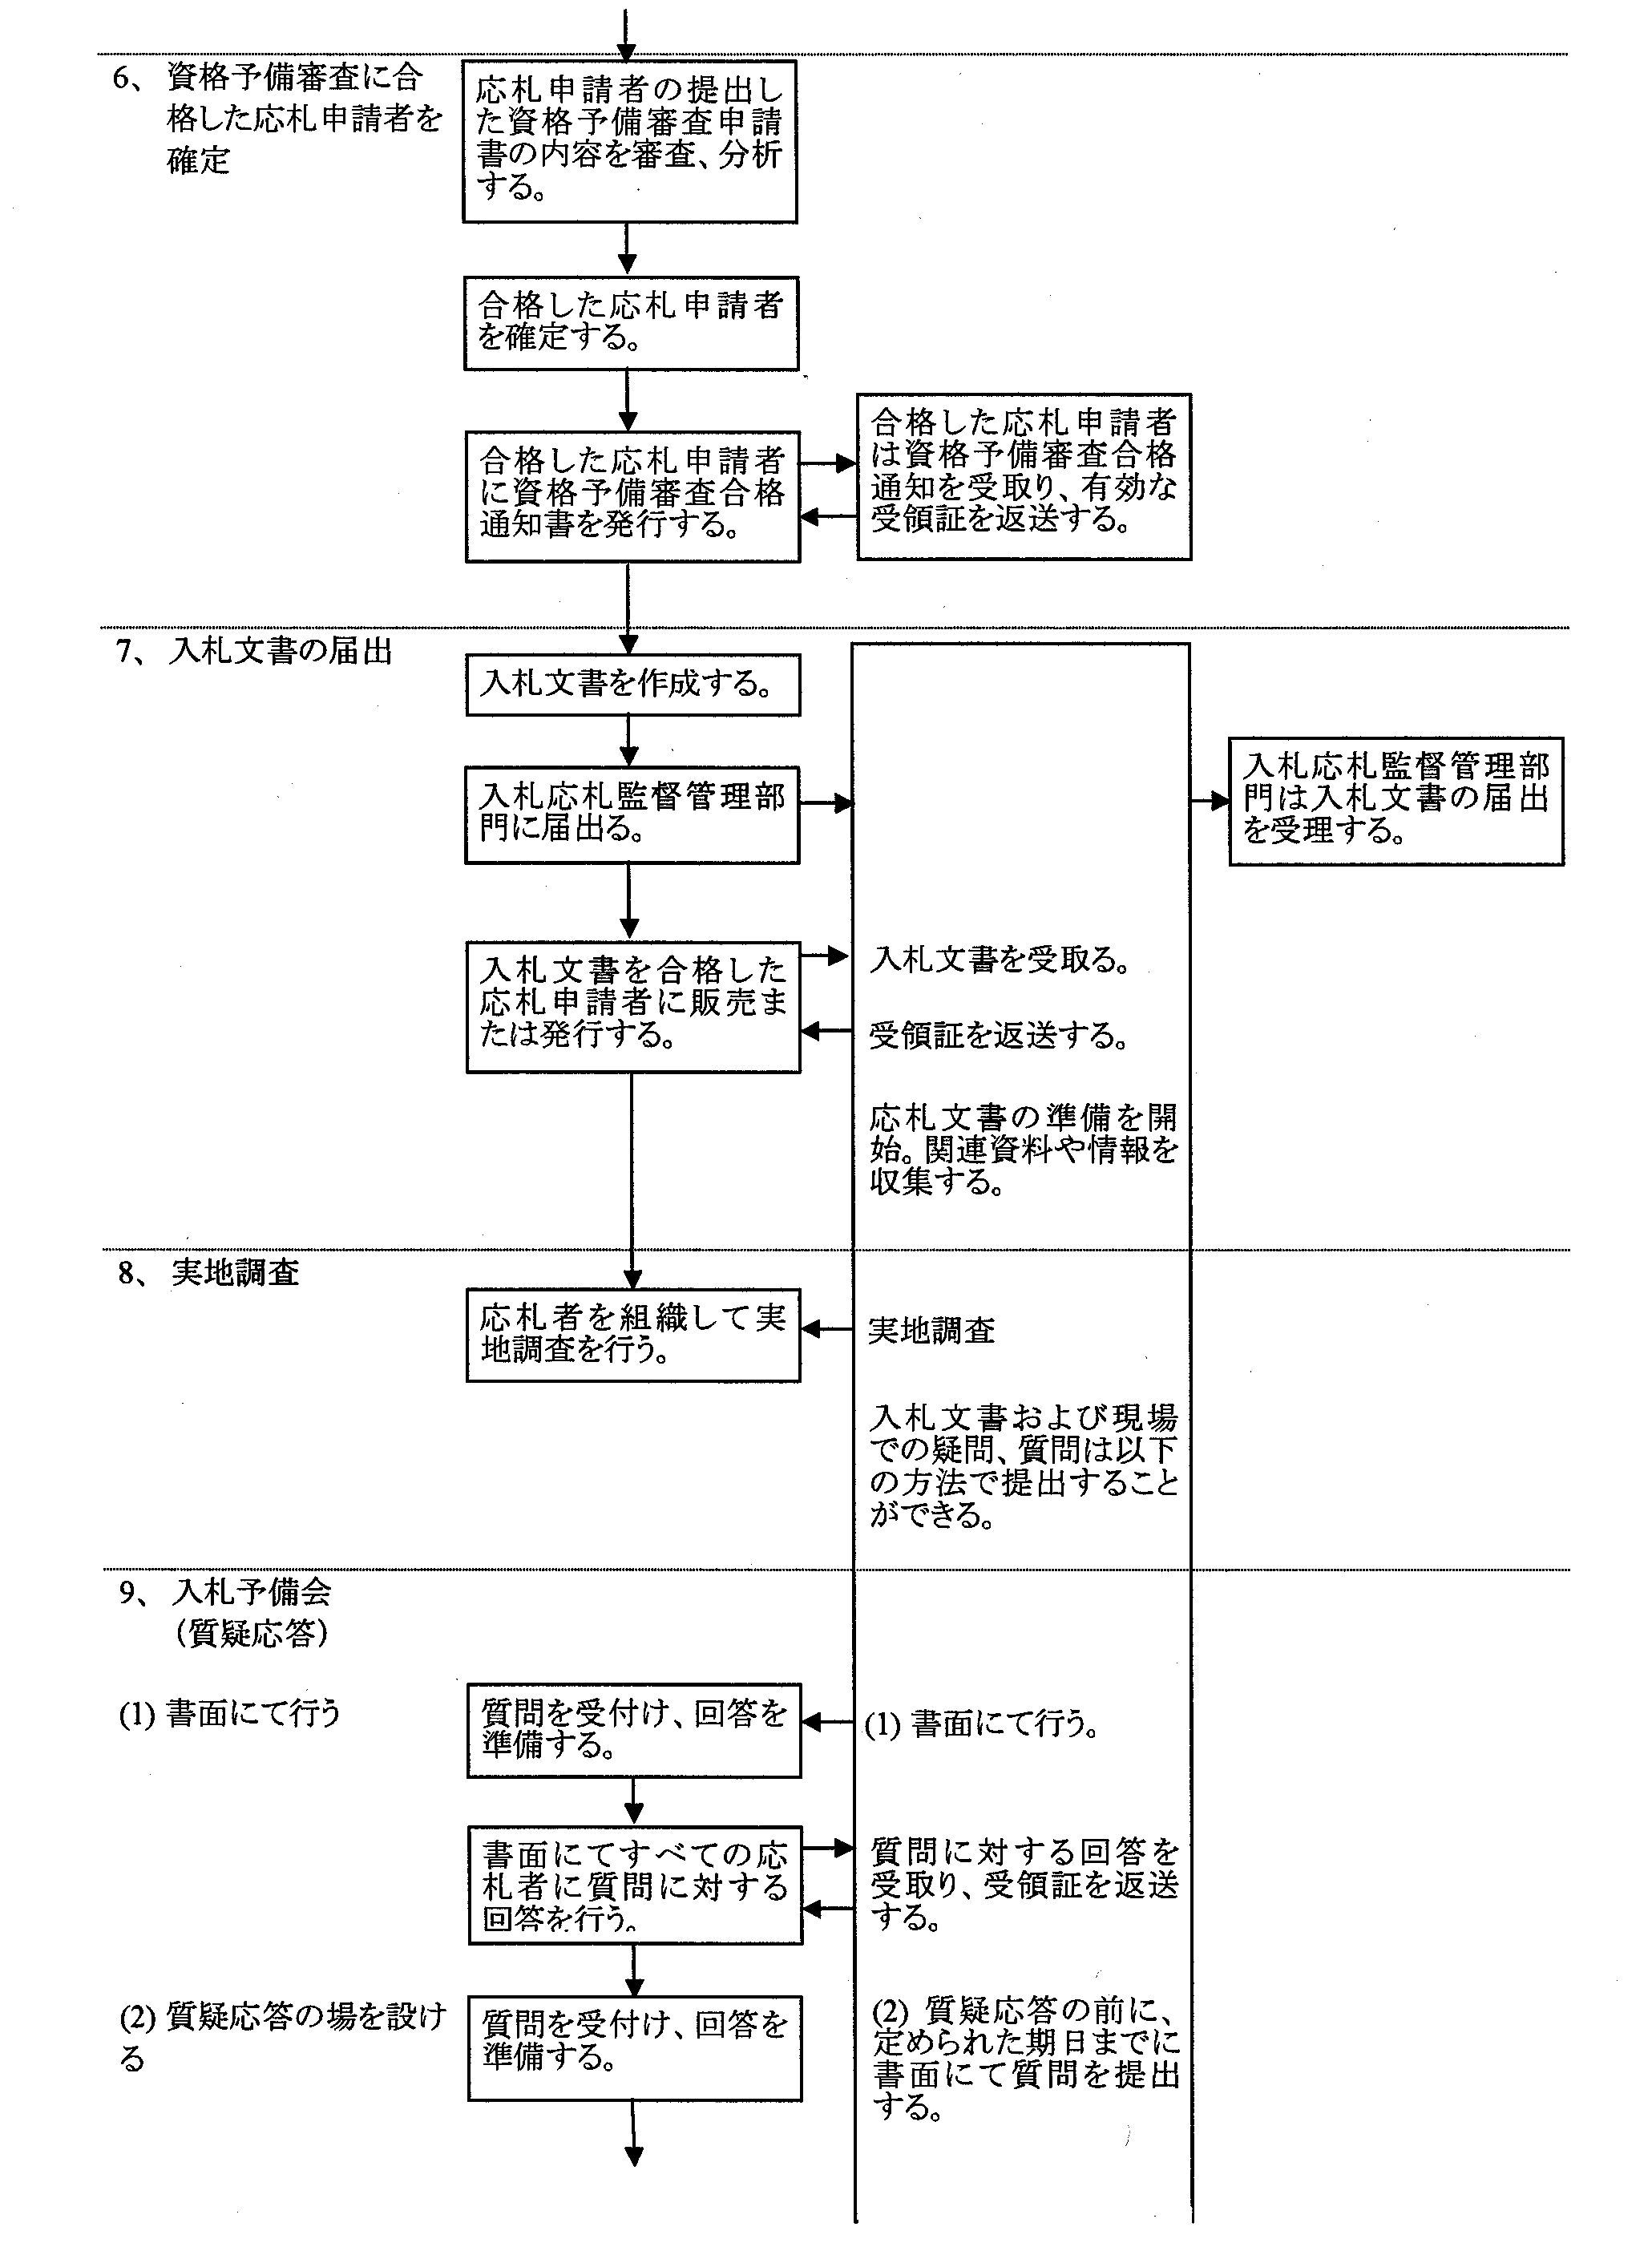 6、 資格予備審査に合
格した応札申請者を
確定
応札申請者の提出し
た資格予備審査申請
書の内容を審査、分析
する。
合格した応札申請者
を確定する。
合格した応札申請者
に資格予備審査合格
通知書を発行する。
合格した応札申請者
は資格予備審査合格
通知を受取り、有効な
受領証を返送する。
7、 入札文書の届出
入札文書を作成する。
入札応札監督管理部
門に届出る。
入札応札監督管理部
門は入札文書の届出
を受理する。
入札文書を合格した
応札申請者に販売ま
たは発行する。
入札文書を受取る。
受領証を返送する。
応札文書の準備を開
始。関連資料や情報を
収集する。
8、 実地調査
応札者を組織して実
地調査を行う。
実地調査
入札文書および現場
での疑問、質問は以下
の方法で提出すること
ができる。
9、 入札予備会
（質疑応答）
(1) 書面にて行う
質問を受付け、回答を
準備する。
(1) 書面にて行う。
書面にてすべての応
札者に質問に対する
回答を行う。
質問に対する回答を
受取り、受領証を返送
する。
(2) 質疑応答の場を設け
る
質問を受付け、回答を
準備する。
(2) 質疑応答の前に、
定められた期日までに
書面にて質問を提出
する。